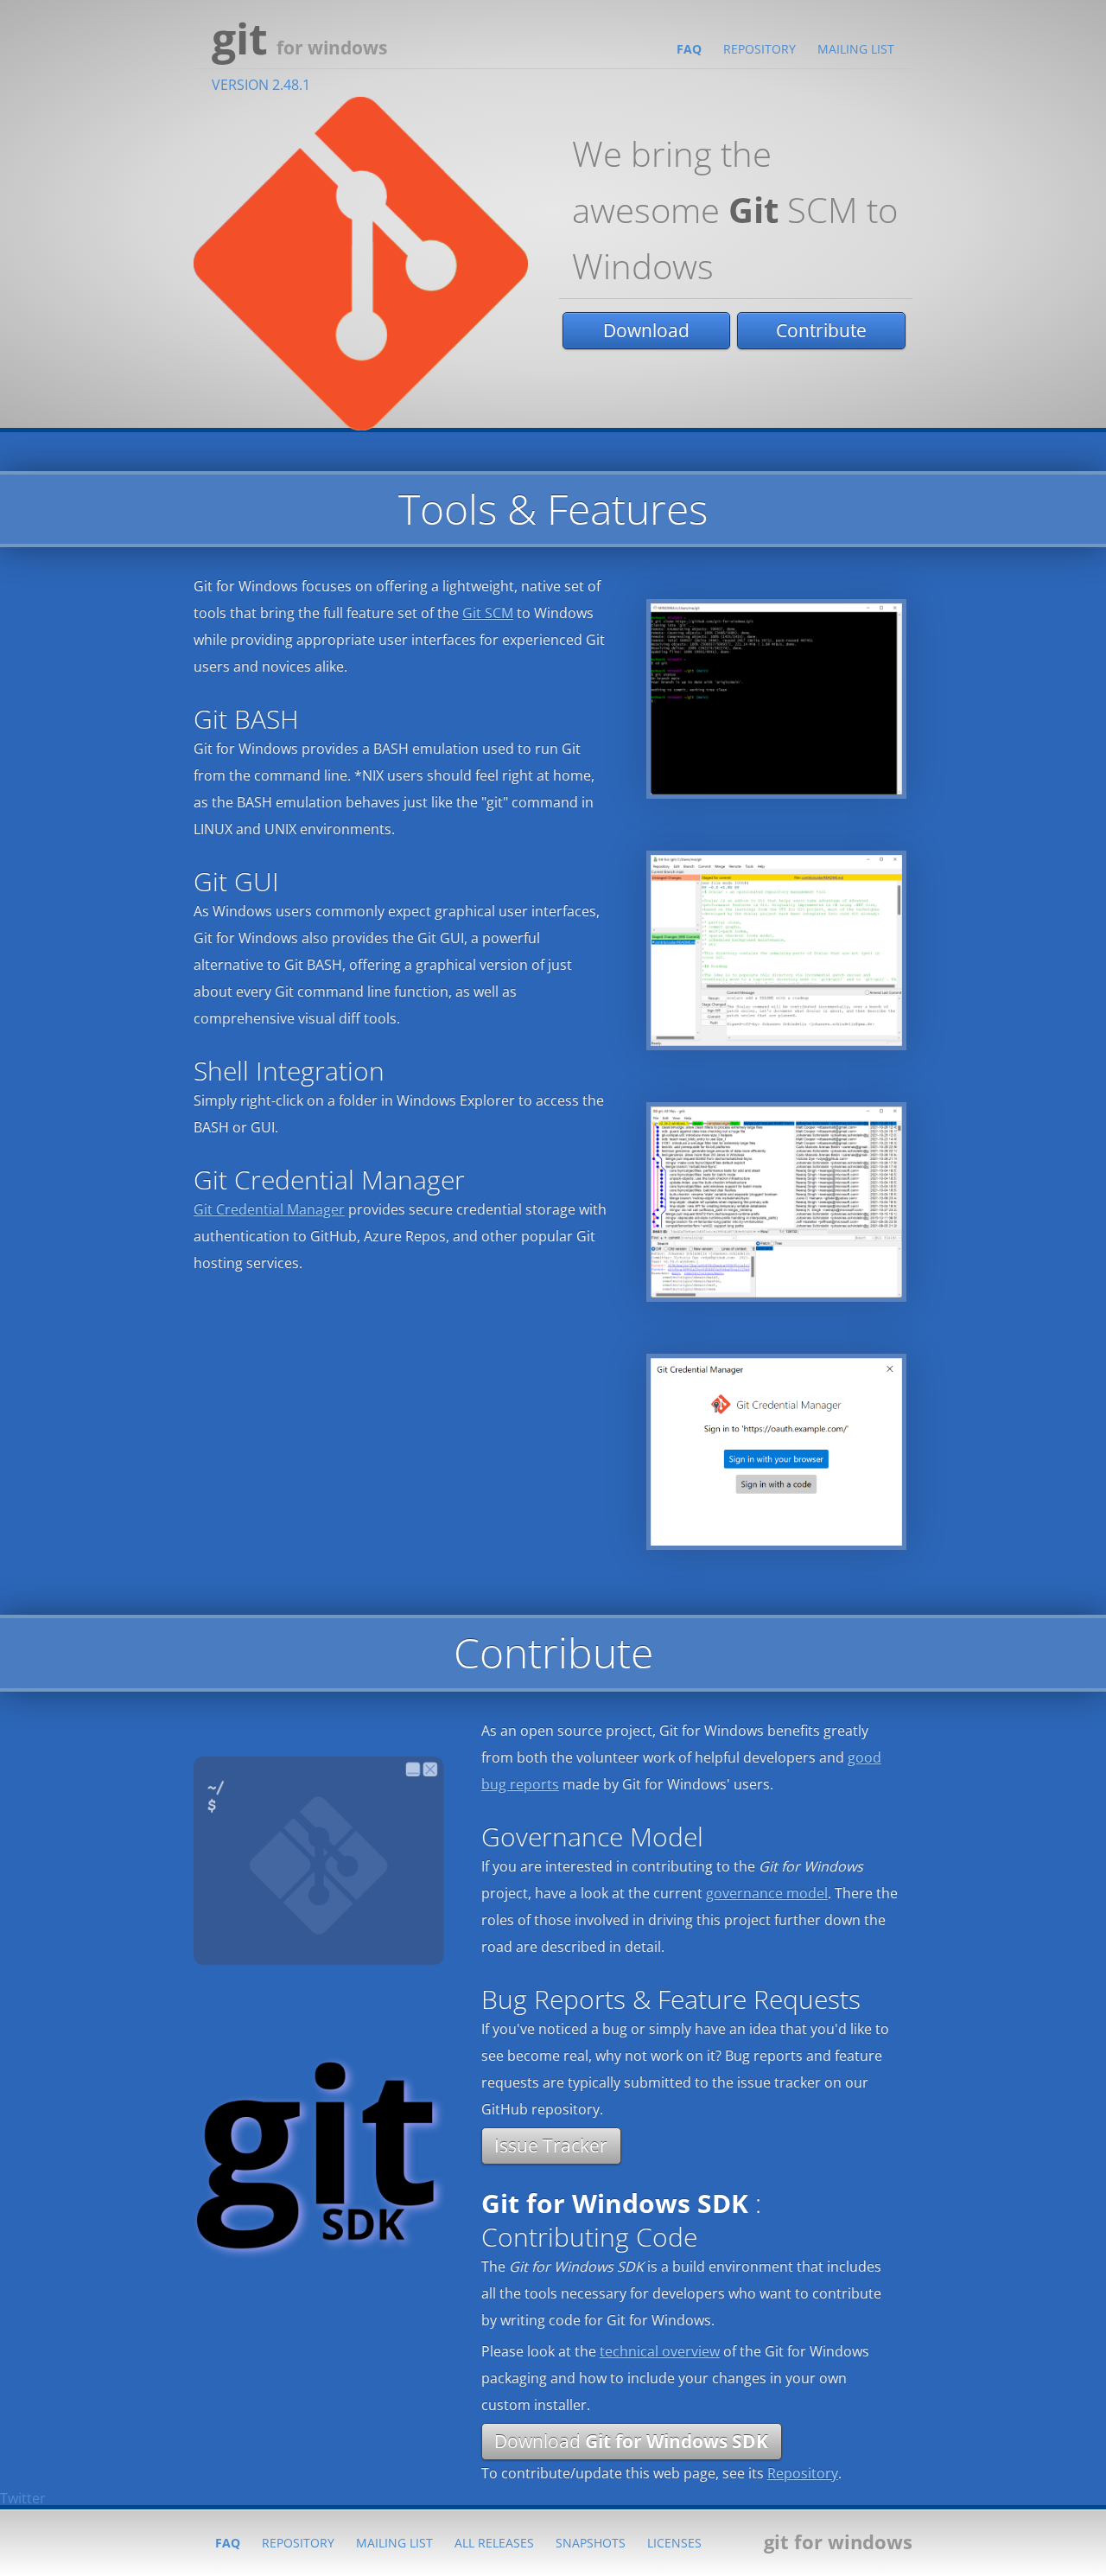 git for windows
FAQ REPOSITORY MAILING LIST
VERSION 2.48.1
We bring the
awesome Git SCM to
Windows
Download Contribute
Tools & Features
Git for Windows focuses on offering a lightweight, native set of
tools that bring the full feature set of the Git SCM to Windows
while providing appropriate user interfaces for experienced Git
users and novices alike.
Git BASH
Git for Windows provides a BASH emulation used to run Git
from the command line. *NIX users should feel right at home,
as the BASH emulation behaves just like the "git" command in
LINUX and UNIX environments.
Git GUI
As Windows users commonly expect graphical user interfaces,
Git for Windows also provides the Git GUI, a powerful
alternative to Git BASH, offering a graphical version of just
about every Git command line function, as well as
comprehensive visual diff tools.
Shell Integration
Simply right-click on a folder in Windows Explorer to access the
BASH or GUI.
Git Credential Manager
Git Credential Manager provides secure credential storage with
authentication to GitHub, Azure Repos, and other popular Git
hosting services.
Git Credential Manager
Git Credential Manager
Sign in to 'https://oauth.example.com/'
Sign in with your browser
Sign in with a code
Contribute
As an open source project, Git for Windows benefits greatly
from both the volunteer work of helpful developers and good
bug reports made by Git for Windows' users.
~/
$
Governance Model
If you are interested in contributing to the Git for Windows
project, have a look at the current governance model. There the
roles of those involved in driving this project further down the
road are described in detail.
Bug Reports & Feature Requests
If you've noticed a bug or simply have an idea that you'd like to
see become real, why not work on it? Bug reports and feature
requests are typically submitted to the issue tracker on our
GitHub repository.
Issue Tracker
git
SDK
Git for Windows SDK :
Contributing Code
The Git for Windows SDK is a build environment that includes
all the tools necessary for developers who want to contribute
by writing code for Git for Windows.
Please look at the technical overview of the Git for Windows
packaging and how to include your changes in your own
custom installer.
Download Git for Windows SDK
To contribute/update this web page, see its Repository.
Twitter
FAQ REPOSITORY MAILING LIST ALL RELEASES SNAPSHOTS LICENSES git for windows